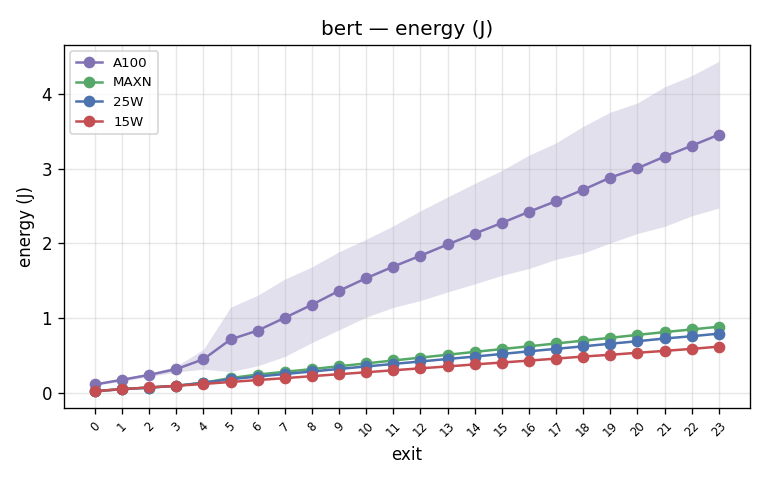 bert — energy (J)
A100
MAXN
25W
15W
energy (J)
4
3
2
1
0
0 1 2 3 4 5 6 7 8 9 10 11 12 13 14 15 16 17 18 19 20 21 22 23
exit